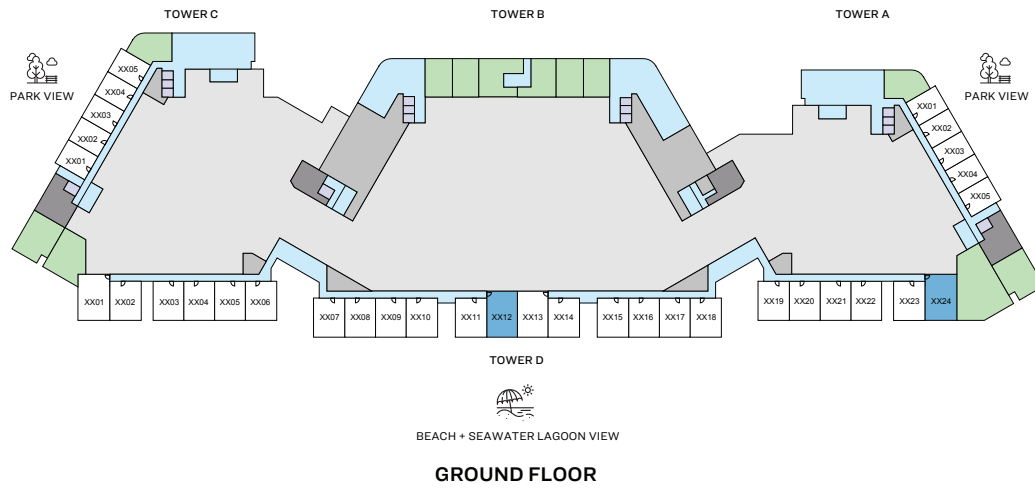 TOWER C
TOWER B
TOWER A
PARK VIEW
PARK VIEW
XX05
XX04
XX03
XX02
XX01
XX01
XX02
XX03
XX04
XX05
XX01
XX02
XX03
XX04
XX05
XX06
XX07
XX08
XX09
XX10
XX11
XX12
XX13
XX14
XX15
XX16
XX17
XX18
XX19
XX20
XX21
XX22
XX23
XX24
TOWER D
BEACH + SEAWATER LAGOON VIEW
GROUND FLOOR